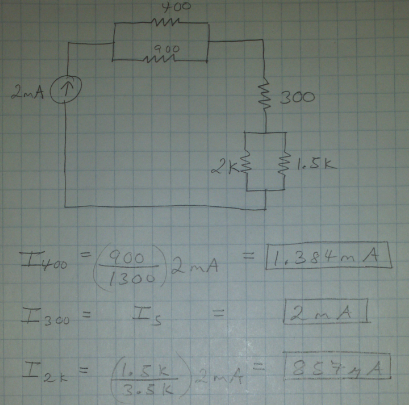 400
900
2mA
300
2k
1.5k
I400 = (900/1300) 2mA = 1.384mA
I300 = Is = 2mA
I2k = (1.5k/3.5k) 2mA = 857μA